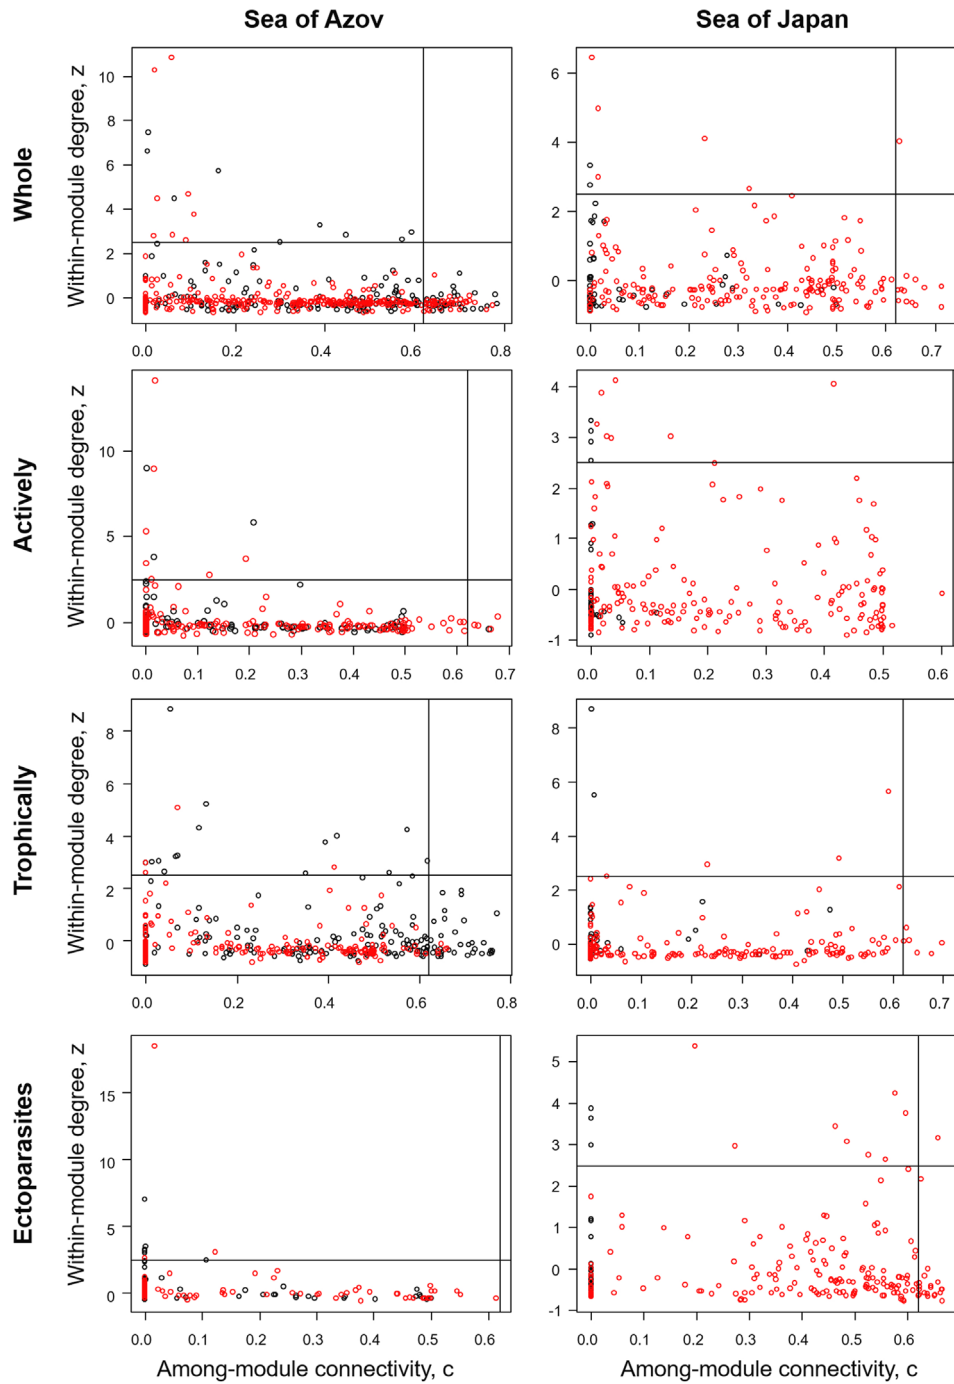 Sea of Azov
Sea of Japan
Whole
Within-module degree, z
10
8
6
4
2
0
0.0 0.2 0.4 0.6 0.8
6
4
2
0
0.0 0.1 0.2 0.3 0.4 0.5 0.6 0.7
Actively
Within-module degree, z
10
5
0
0.0 0.1 0.2 0.3 0.4 0.5 0.6 0.7
4
3
2
1
-0
-1
0.0 0.1 0.2 0.3 0.4 0.5 0.6
Trophically
Within-module degree, z
8
6
4
2
0
0.0 0.2 0.4 0.6 0.8
8
6
4
2
0
0.0 0.1 0.2 0.3 0.4 0.5 0.6 0.7
Ectoparasites
Within-module degree, z
15
10
5
0
0.0 0.1 0.2 0.3 0.4 0.5 0.6
5
4
3
2
-0
-1
0.0 0.1 0.2 0.3 0.4 0.5 0.6
Among-module connectivity, c
Among-module connectivity, c